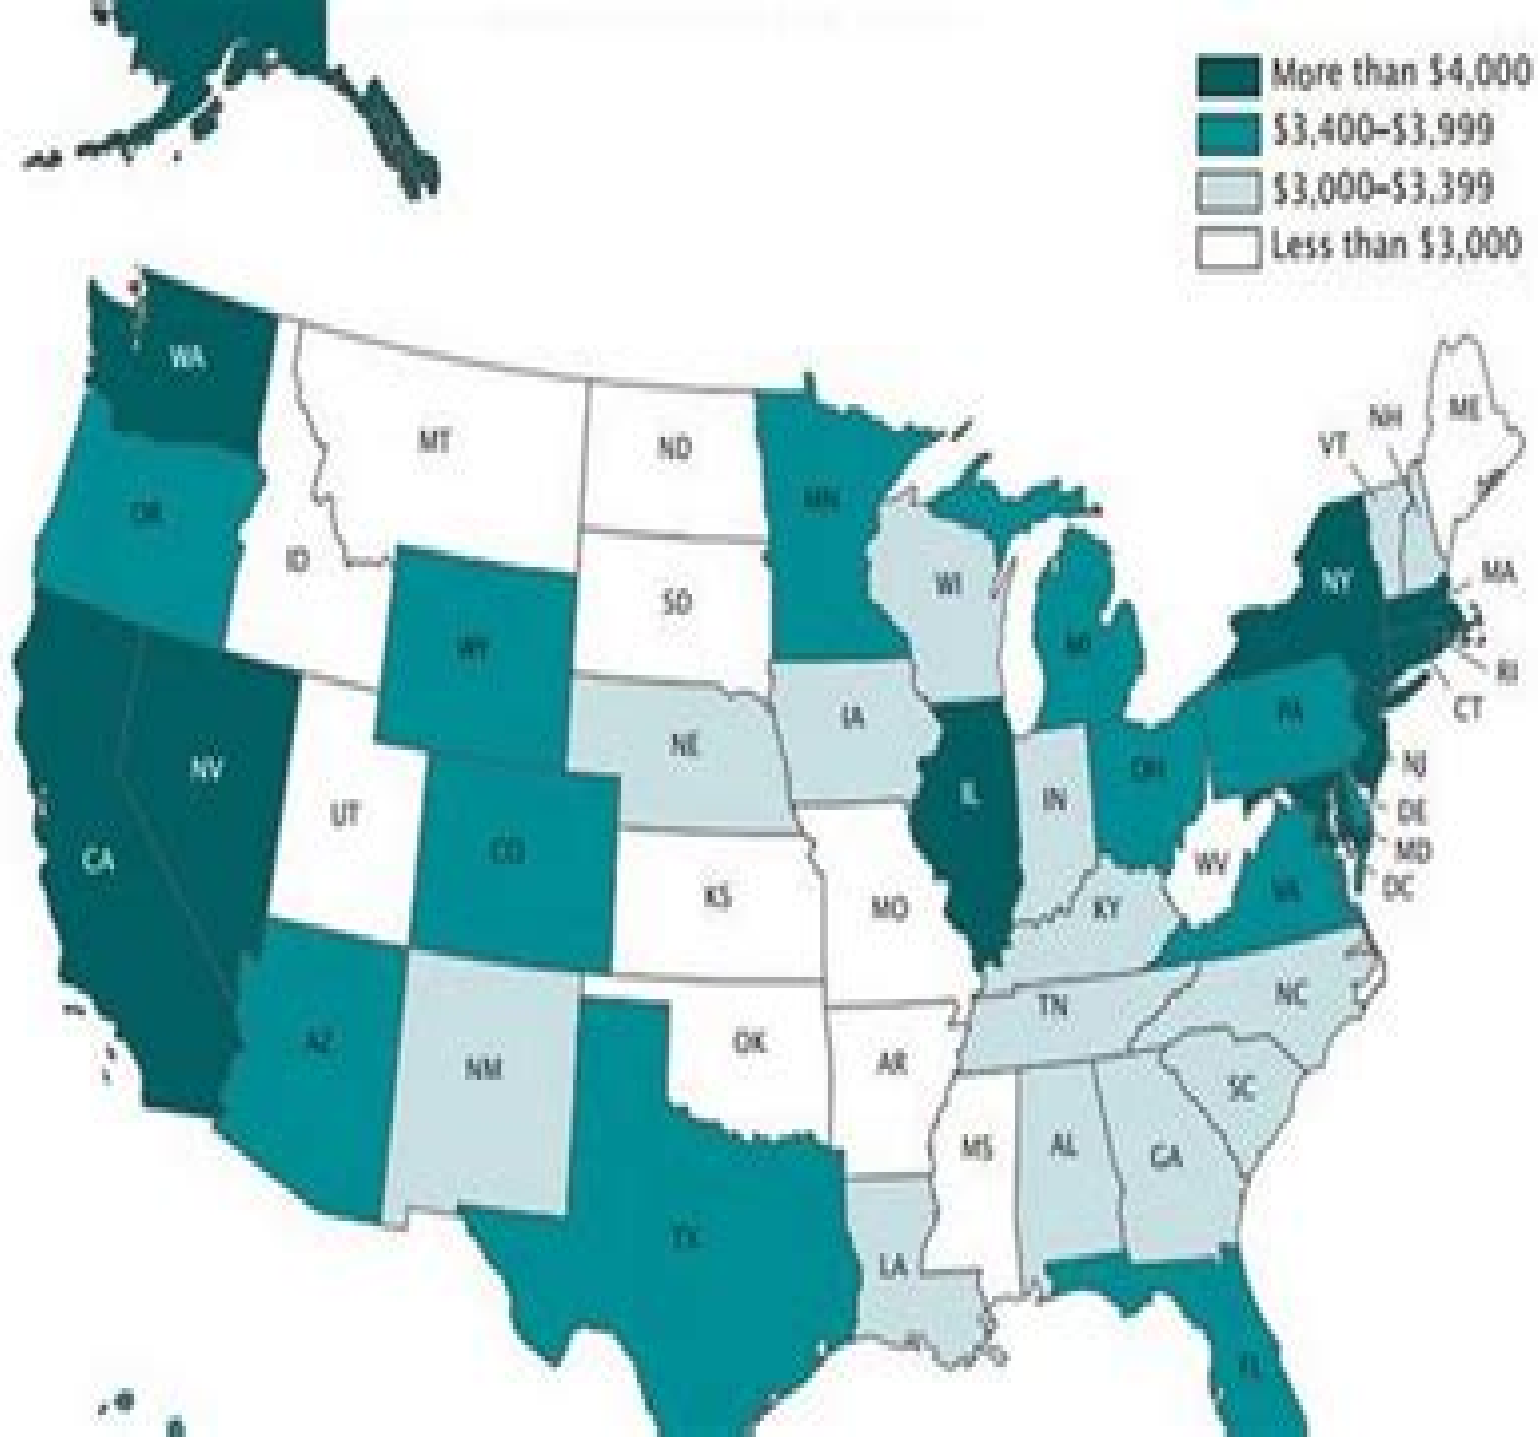 More than $4,000
$3,400–$3,999
$3,000–$3,399
Less than $3,000
WA
MT
ND
MN
ME
NH
VT
OR
ID
SD
WI
NY
MA
WY
MI
RI
CT
NE
IA
PA
NV
UT
IL
IN
OH
NJ
DE
MD
DC
CA
CO
KS
MO
KY
WV
VA
AZ
NM
OK
AR
TN
NC
SC
MS
AL
GA
TX
LA
FL